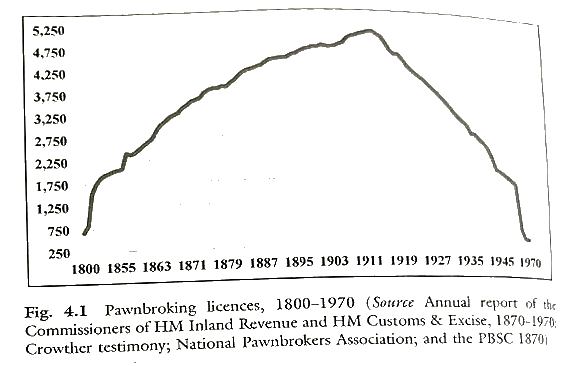 5,250
4,750
4,250
3,750
3,250
2,750
2,250
1,750
1,250
750
250
1800 1855 1863 1871 1879 1887 1895 1903 1911 1919 1927 1935 1945 1970
Fig. 4.1 Pawnbroking licences, 1800–1970 (Source Annual report of the
Commissioners of HM Inland Revenue and HM Customs & Excise, 1870–1970;
Crowther testimony; National Pawnbrokers Association; and the PBSC 1870)